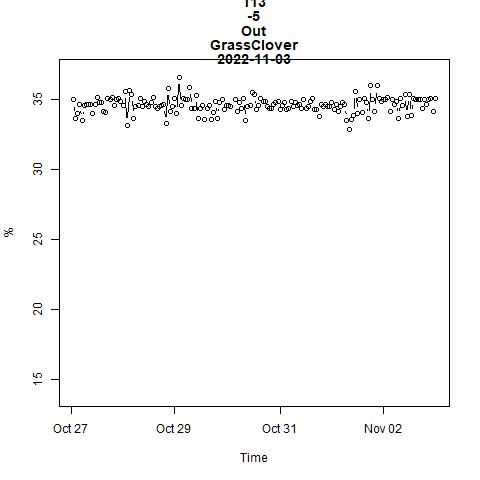 113
-5
Out
GrassClover
2022-11-03
35
30
25
20
15
%
Oct 27
Oct 29
Oct 31
Nov 02
Time